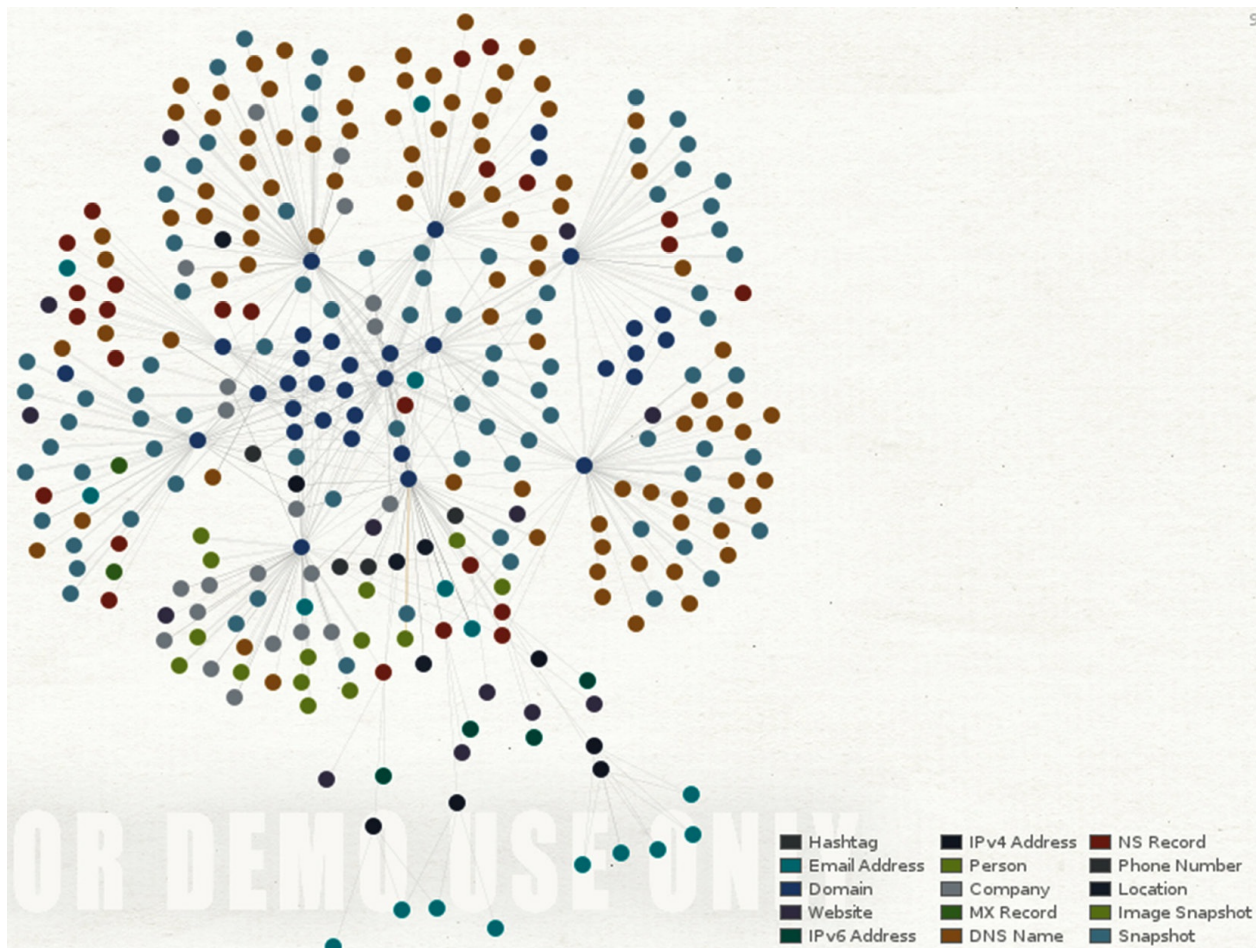 OR DEMO USE ONLY
Hashtag
Email Address
Domain
Website
IPv6 Address
IPv4 Address
Person
Company
MX Record
DNS Name
NS Record
Phone Number
Location
Image Snapshot
Snapshot